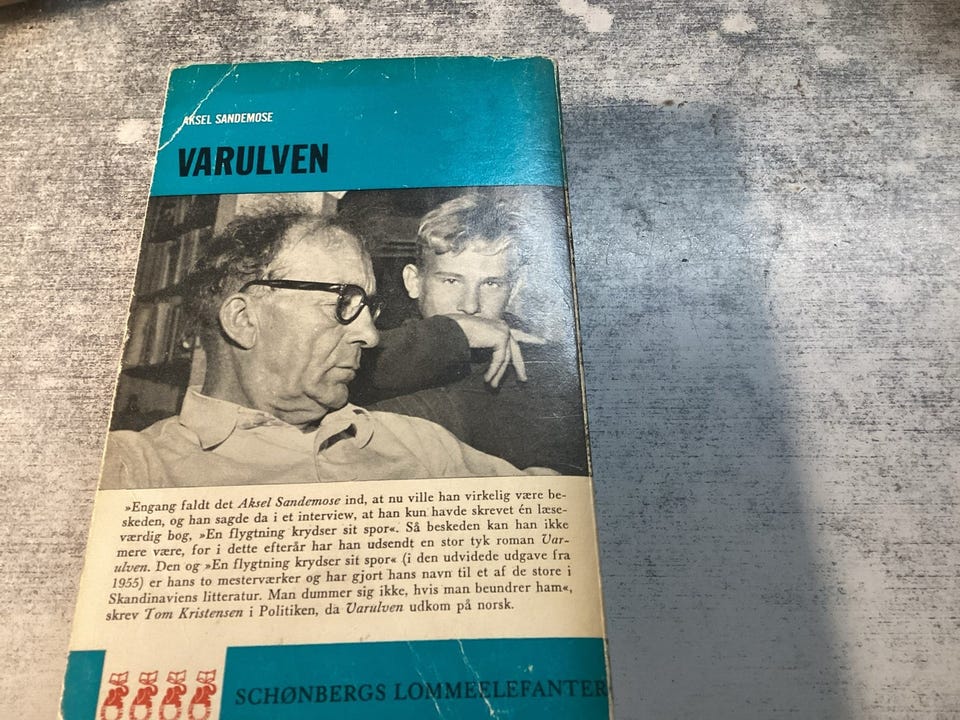 AKSEL SANDEMOSE
VARULVEN
»Engang faldt det Aksel Sandemose ind, at nu ville han virkelig være be-
skeden, og han sagde da i et interview, at han kun havde skrevet én læse-
værdig bog, »En flygtning krydser sit spor«. Så beskeden kan han ikke
mere være, for i dette efterår har han udsendt en stor tyk roman Var-
ulven. Den og »En flygtning krydser sit spor« (i den udvidede udgave fra
1955) er hans to mesterværker og har gjort hans navn til et af de store i
Skandinaviens litteratur. Man dummer sig ikke, hvis man beundrer ham«,
skrev Tom Kristensen i Politiken, da Varulven udkom på norsk.
SCHØNBERGS LOMMEELEFANTER